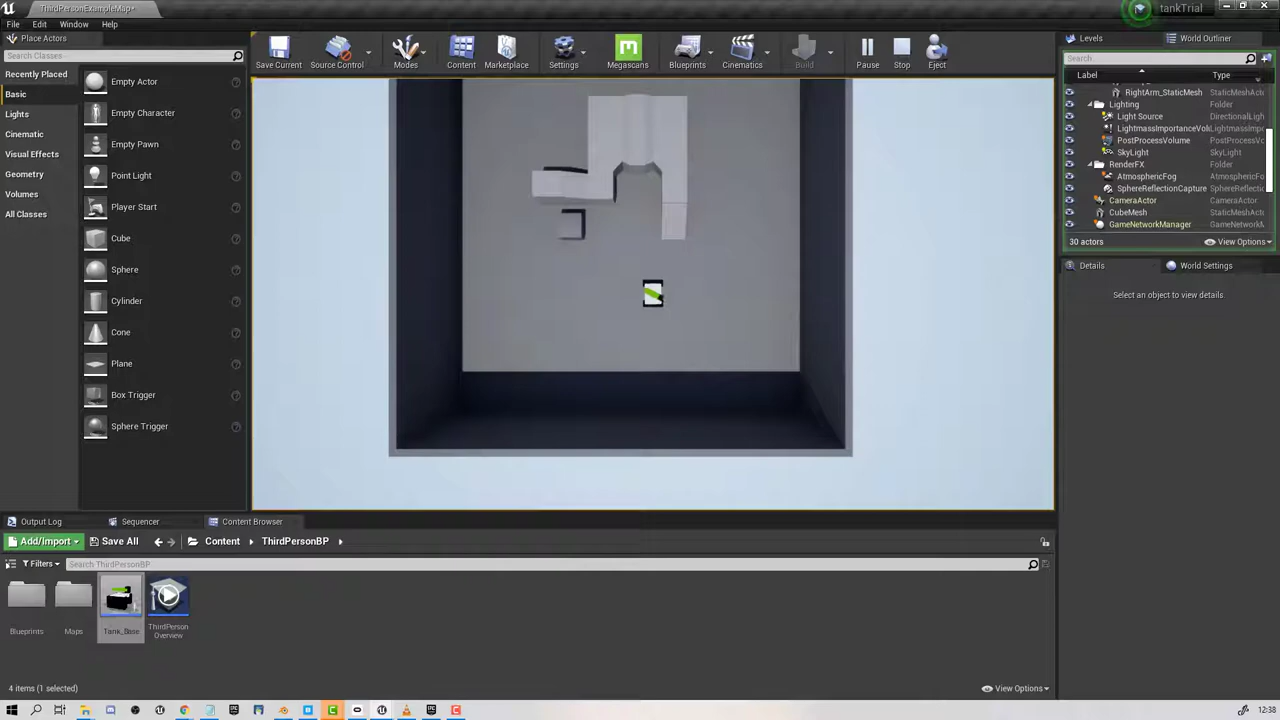 ThirdPersonExampleMap*
tankTrial
File Edit Window Help
Place Actors
Search Classes
Recently Placed
Basic
Lights
Cinematic
Visual Effects
Geometry
Volumes
All Classes
Empty Actor
Empty Character
Empty Pawn
Point Light
Player Start
Cube
Sphere
Cylinder
Cone
Plane
Box Trigger
Sphere Trigger
Save Current
Source Control
Modes
Content
Marketplace
Settings
Megascans
Blueprints
Cinematics
Build
Pause
Stop
Eject
Levels
World Outliner
Search...
Label Type
RightArm_StaticMesh StaticMeshActo
Lighting Folder
Light Source DirectionalLigh
LightmassImportanceVolu LightmassImpo
PostProcessVolume PostProcessVol
SkyLight SkyLight
RenderFX Folder
AtmosphericFog AtmosphericFo
SphereReflectionCapture SphereReflecti
CameraActor CameraActor
CubeMesh StaticMeshActo
GameNetworkManager GameNetworkM
30 actors
View Options
Details
World Settings
Select an object to view details.
Output Log
Sequencer
Content Browser
Add/Import
Save All
Content
ThirdPersonBP
Filters
Search ThirdPersonBP
Blueprints
Maps
Tank_Base
ThirdPerson
Overview
4 items (1 selected)
View Options
12:38